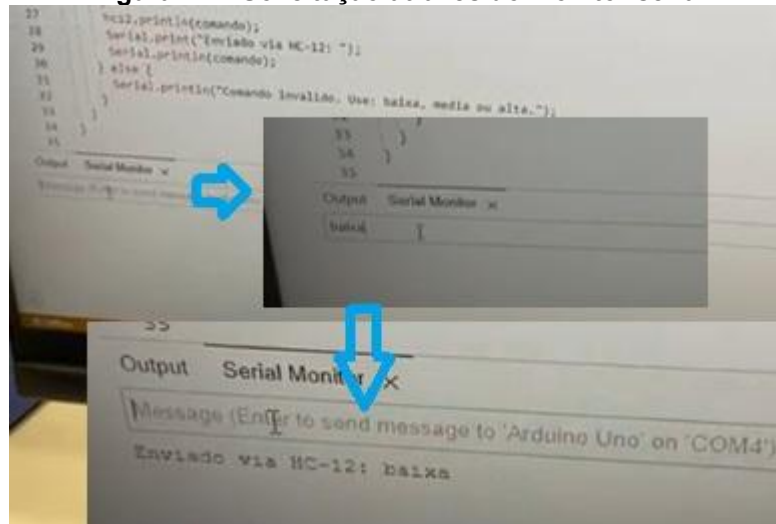 27 hc12.println(comando);
28 Serial.print("Enviado via HC-12: ");
29 Serial.println(comando);
30 } else {
31 Serial.println("Comando invalido. Use: baixa, media ou alta.");
32 }
33 }
34 }
35
Output Serial Monitor ×
33 }
34 }
35
Output Serial Monitor ×
baixa
35
Output Serial Monitor ×
Message (Enter to send message to 'Arduino Uno' on 'COM4')
Enviado via HC-12: baixa